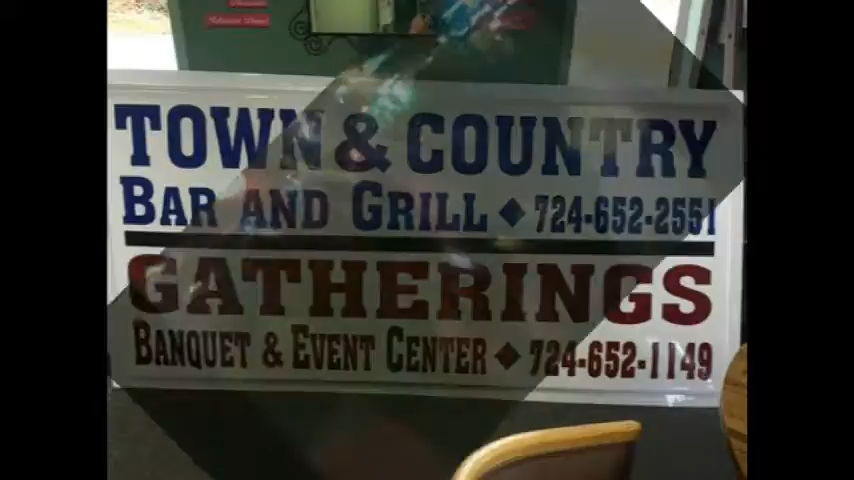 TOWN & COUNTRY
BAR AND GRILL ◆ 724-652-2551
GATHERINGS
BANQUET & EVENT CENTER ◆ 724-652-1149